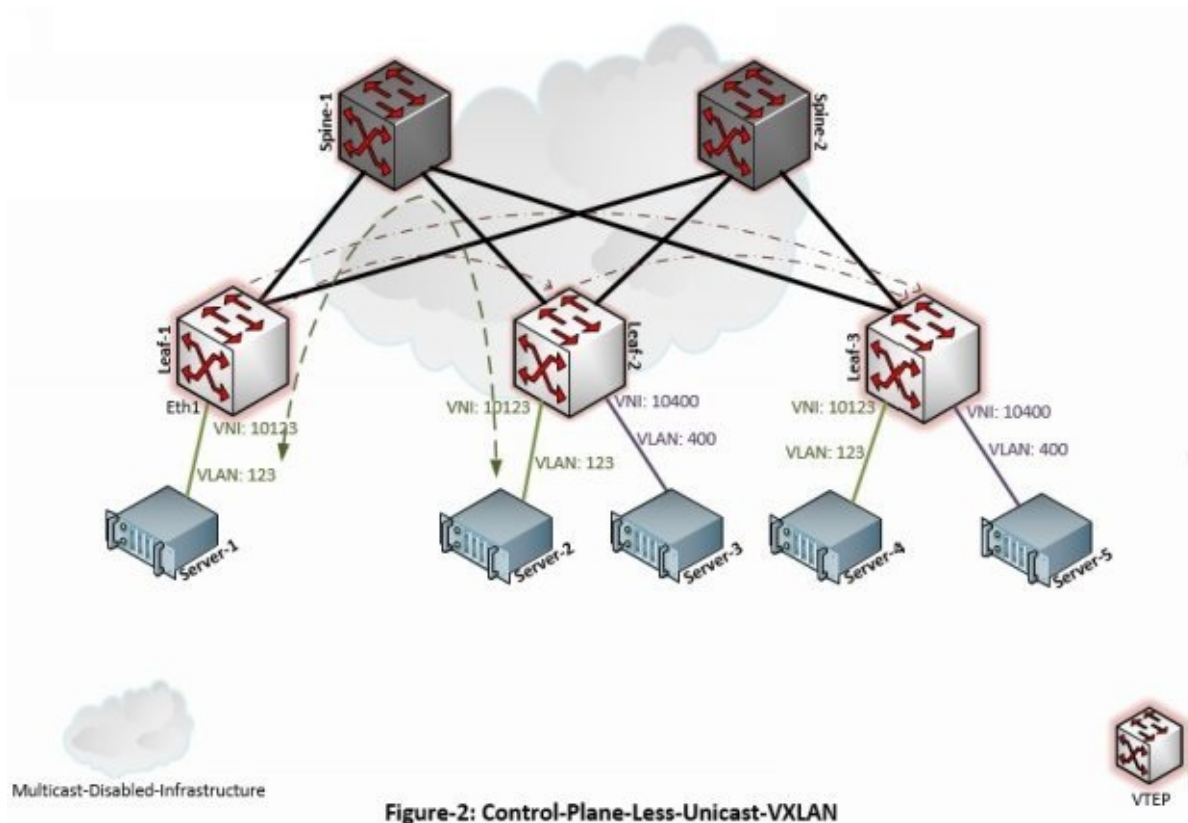 Spine-1
Spine-2
Leaf-1
Leaf-2
Leaf-3
Eth1
VNI: 10123
VLAN: 123
VNI: 10123
VLAN: 123
VNI: 10400
VLAN: 400
VNI: 10123
VLAN: 123
VNI: 10400
VLAN: 400
Server-1
Server-2
Server-3
Server-4
Server-5
Multicast-Disabled-Infrastructure
VTEP
Figure-2: Control-Plane-Less-Unicast-VXLAN